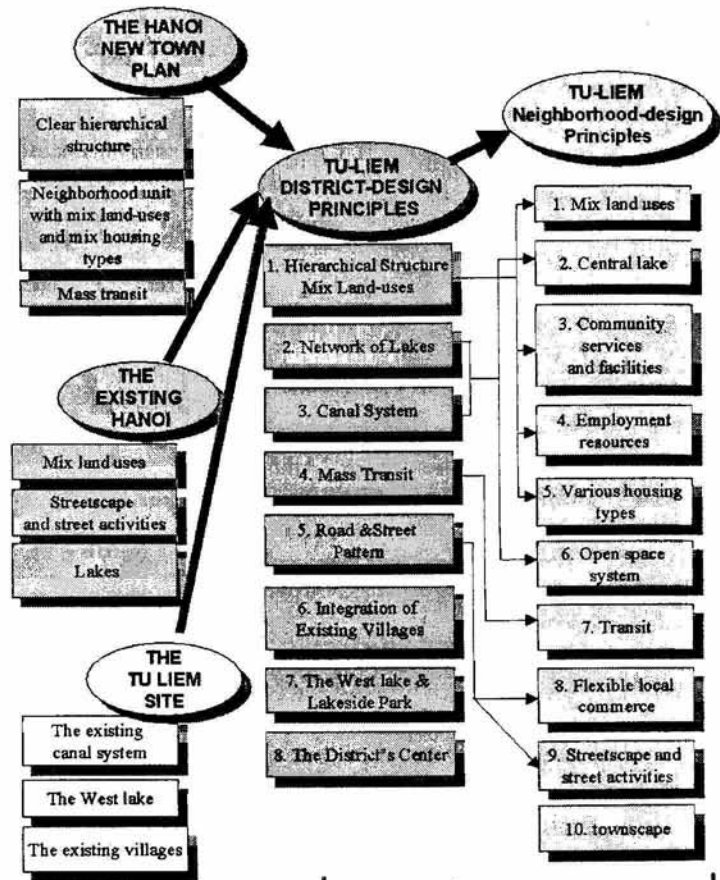 THE HANOI
NEW TOWN
PLAN
Clear hierarchical
structure
Neighborhood unit
with mix land-uses
and mix housing
types
Mass transit
THE
EXISTING
HANOI
Mix land uses
Streetscape
and street activities
Lakes
THE
TU LIEM
SITE
The existing
canal system
The West lake
The existing villages
TU-LIEM
DISTRICT-DESIGN
PRINCIPLES
1. Hierarchical Structure
Mix Land-uses
2. Network of Lakes
3. Canal System
4. Mass Transit
5. Road &Street
Pattern
6. Integration of
Existing Villages
7. The West lake &
Lakeside Park
8. The District's Center
TU-LIEM
Neighborhood-design
Principles
1. Mix land uses
2. Central lake
3. Community
services
and facilities
4. Employment
resources
5. Various housing
types
6. Open space
system
7. Transit
8. Flexible local
commerce
9. Streetscape and
street activities
10. townscape